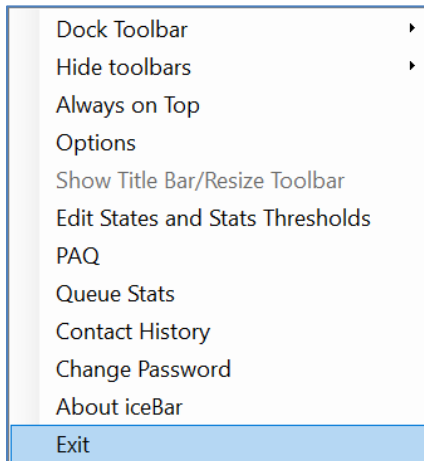 Dock Toolbar
Hide toolbars
Always on Top
Options
Show Title Bar/Resize Toolbar
Edit States and Stats Thresholds
PAQ
Queue Stats
Contact History
Change Password
About iceBar
Exit